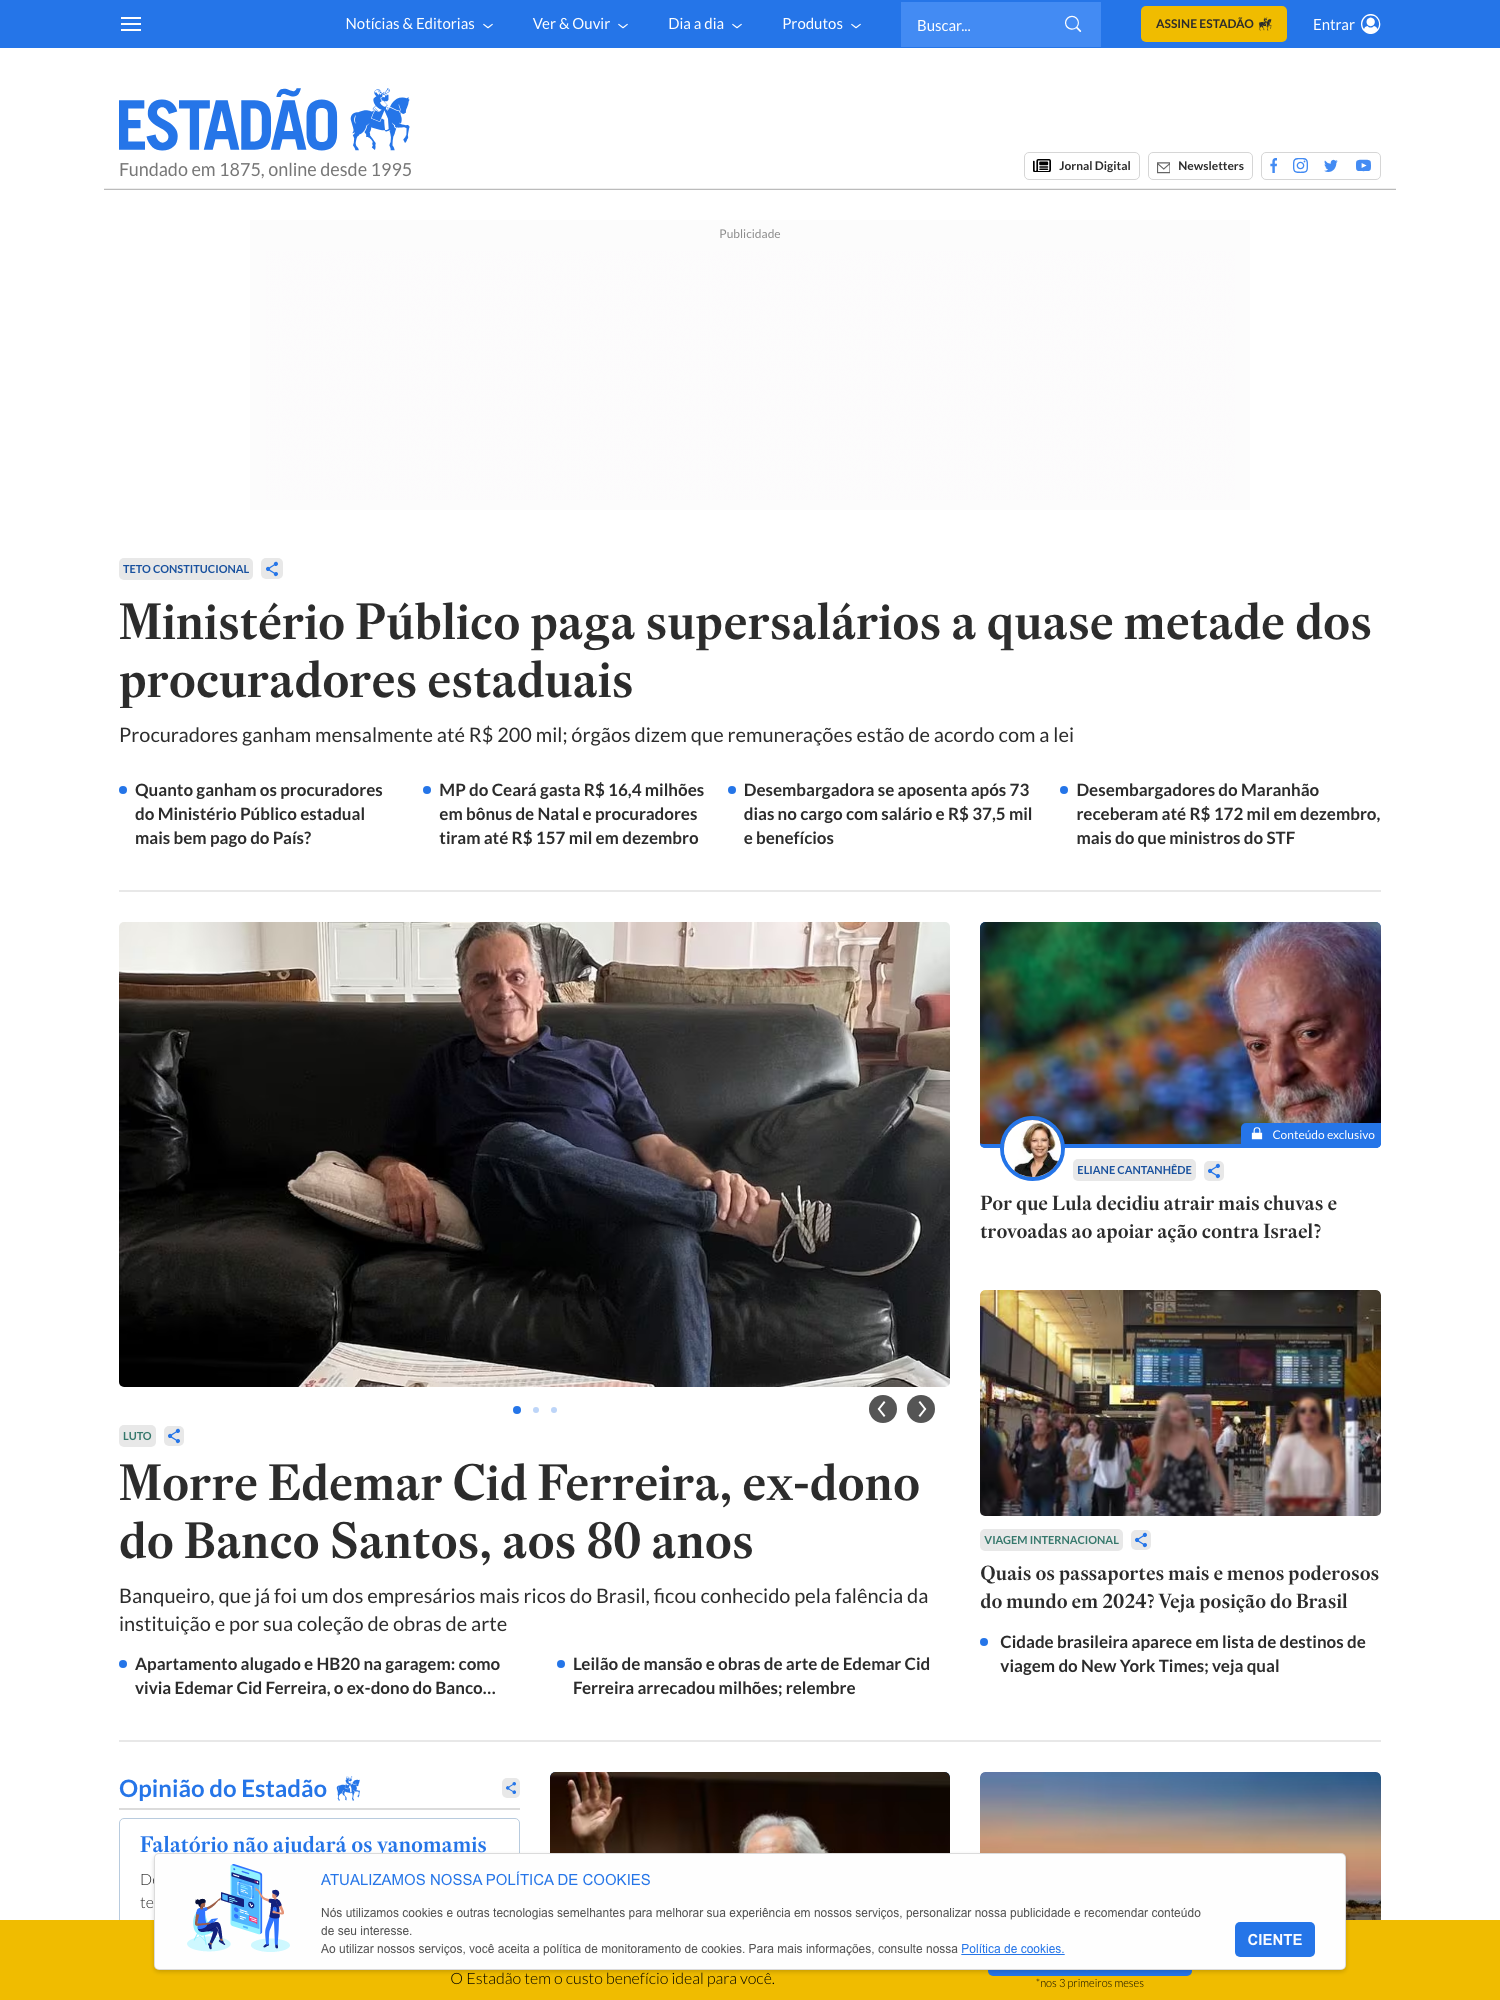 Notícias & Editorias
Ver & Ouvir
Dia a dia
Produtos
Buscar...
ASSINE ESTADÃO
Entrar
ESTADÃO
Fundado em 1875, online desde 1995
Jornal Digital
Newsletters
Publicidade
TETO CONSTITUCIONAL
Ministério Público paga supersalários a quase metade dos
procuradores estaduais
Procuradores ganham mensalmente até R$ 200 mil; órgãos dizem que remunerações estão de acordo com a lei
Quanto ganham os procuradores
do Ministério Público estadual
mais bem pago do País?
MP do Ceará gasta R$ 16,4 milhões
em bônus de Natal e procuradores
tiram até R$ 157 mil em dezembro
Desembargadora se aposenta após 73
dias no cargo com salário e R$ 37,5 mil
e benefícios
Desembargadores do Maranhão
receberam até R$ 172 mil em dezembro,
mais do que ministros do STF
LUTO
Morre Edemar Cid Ferreira, ex-dono
do Banco Santos, aos 80 anos
Banqueiro, que já foi um dos empresários mais ricos do Brasil, ficou conhecido pela falência da
instituição e por sua coleção de obras de arte
Apartamento alugado e HB20 na garagem: como
vivia Edemar Cid Ferreira, o ex-dono do Banco...
Leilão de mansão e obras de arte de Edemar Cid
Ferreira arrecadou milhões; relembre
Conteúdo exclusivo
ELIANE CANTANHÊDE
Por que Lula decidiu atrair mais chuvas e
trovoadas ao apoiar ação contra Israel?
VIAGEM INTERNACIONAL
Quais os passaportes mais e menos poderosos
do mundo em 2024? Veja posição do Brasil
Cidade brasileira aparece em lista de destinos de
viagem do New York Times; veja qual
Opinião do Estadão
Falatório não ajudará os yanomamis
ATUALIZAMOS NOSSA POLÍTICA DE COOKIES
Nós utilizamos cookies e outras tecnologias semelhantes para melhorar sua experiência em nossos serviços, personalizar nossa publicidade e recomendar conteúdo
de seu interesse.
Ao utilizar nossos serviços, você aceita a política de monitoramento de cookies. Para mais informações, consulte nossa Política de cookies.
CIENTE
O Estadão tem o custo benefício ideal para você.
*nos 3 primeiros meses